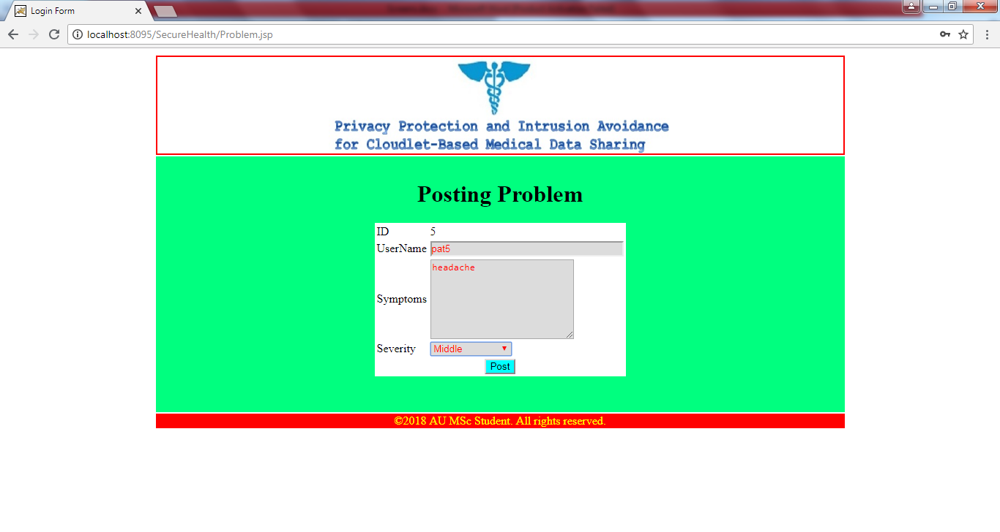 Login Form
localhost:8095/SecureHealth/Problem.jsp
Privacy Protection and Intrusion Avoidance
for Cloudlet-Based Medical Data Sharing
Posting Problem
ID 5
UserName pat5
Symptoms headache
Severity Middle
Post
©2018 AU MSc Student. All rights reserved.